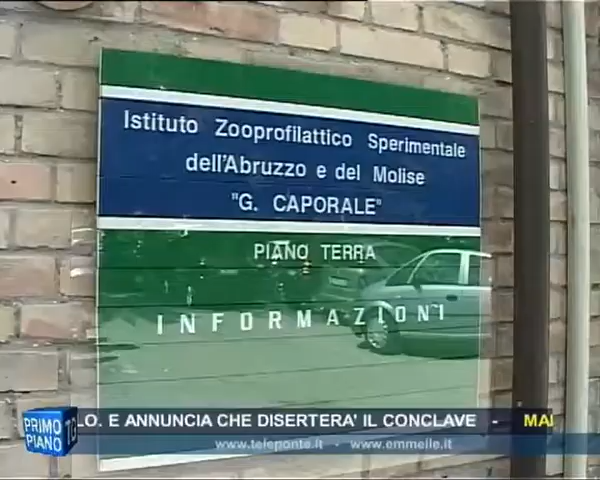 Istituto Zooprofilattico Sperimentale
dell'Abruzzo e del Molise
"G. CAPORALE"
PIANO TERRA
INFORMAZIONI
.O. E ANNUNCIA CHE DISERTERA' IL CONCLAVE -
PRIMO PIANO TG
www.teleponte.it - www.emmelle.it